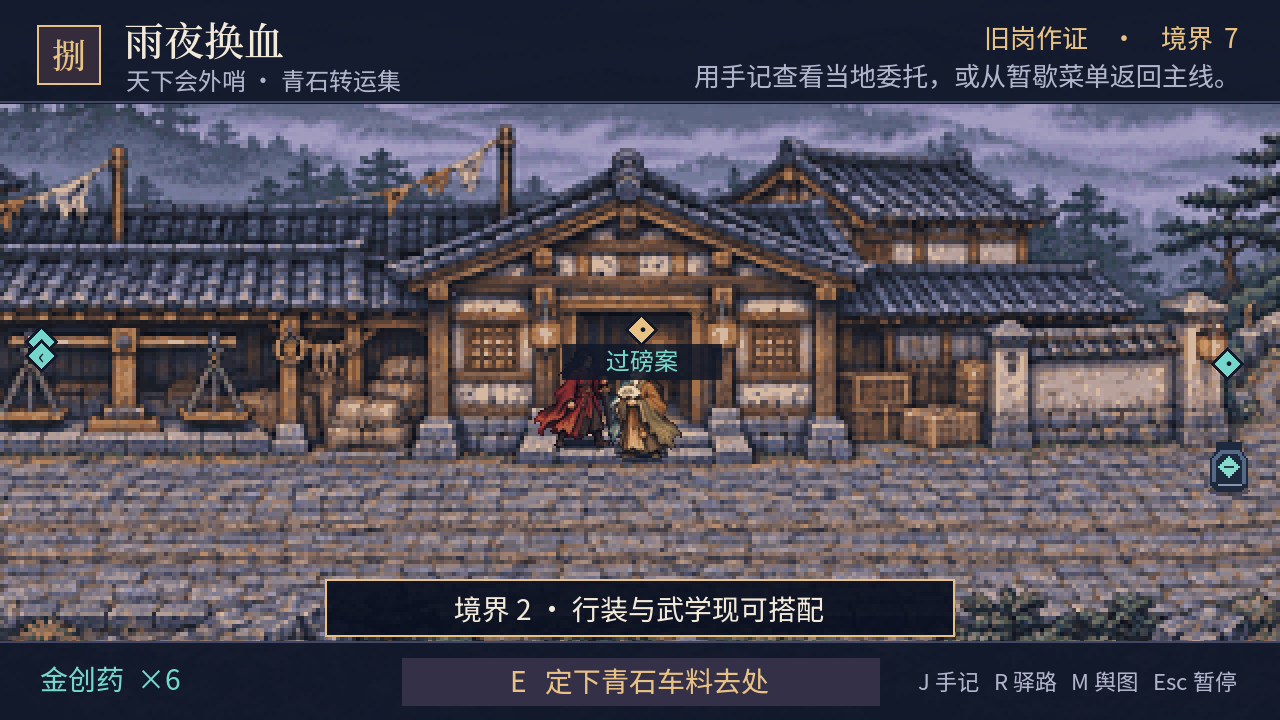 捌
雨夜换血
天下会外哨 · 青石转运集
旧岗作证 · 境界 7
用手记查看当地委托，或从暂歇菜单返回主线。
过磅案
境界 2 · 行装与武学现可搭配
金创药 ×6
E 定下青石车料去处
J 手记 R 驿路 M 舆图 Esc 暂停